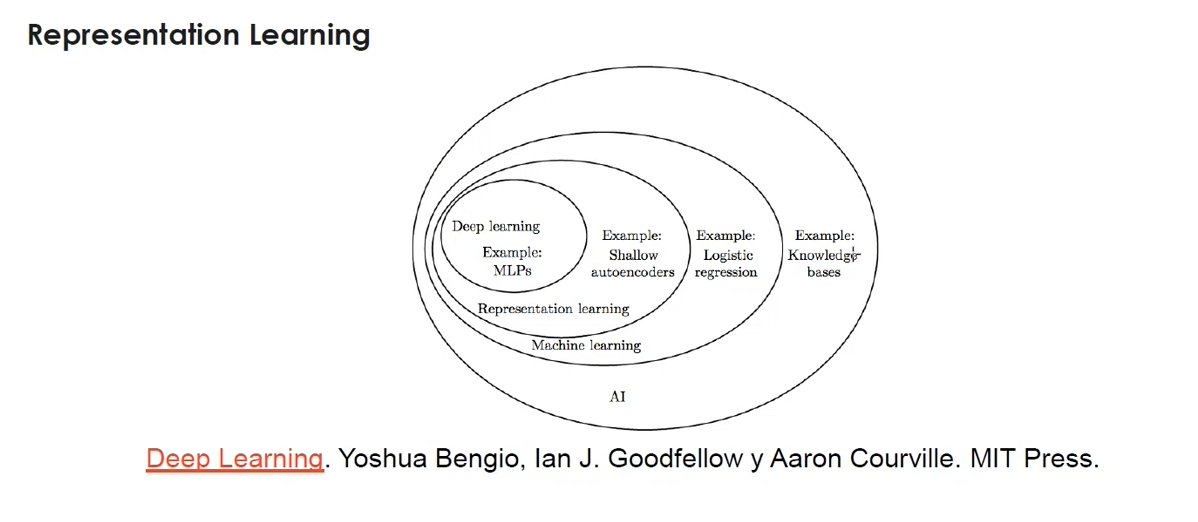 Representation Learning
Deep learning
Example:
MLPs
Example:
Shallow
autoencoders
Example:
Logistic
regression
Example:
Knowledge
bases
Representation learning
Machine learning
AI
Deep Learning. Yoshua Bengio, Ian J. Goodfellow y Aaron Courville. MIT Press.